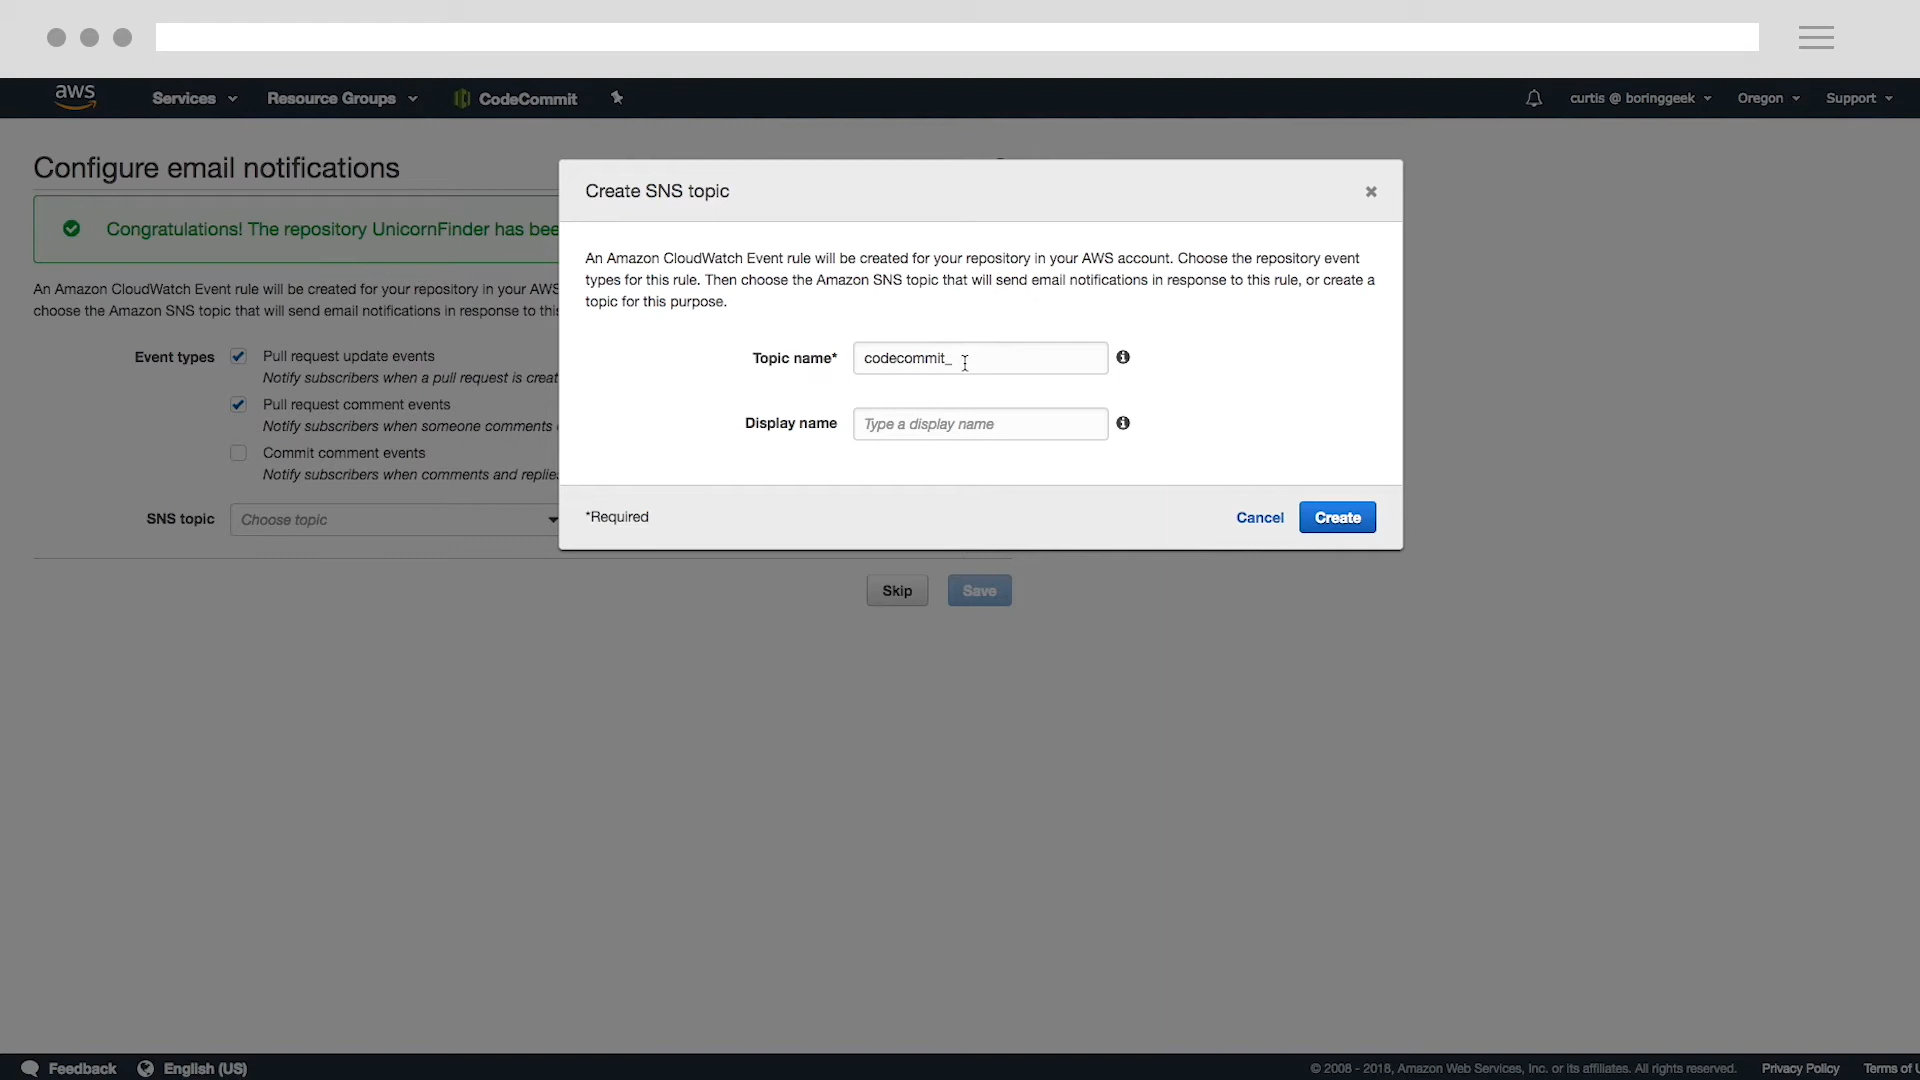 aws Services Resource Groups CodeCommit curtis @ boringgeek Oregon Support
Configure email notifications
Congratulations! The repository UnicornFinder has bee
An Amazon CloudWatch Event rule will be created for your repository in your AWS
choose the Amazon SNS topic that will send email notifications in response to this
Event types
Pull request update events
Notify subscribers when a pull request is creat
Pull request comment events
Notify subscribers when someone comments
Commit comment events
Notify subscribers when comments and replie
SNS topic Choose topic
Skip Save
Create SNS topic
An Amazon CloudWatch Event rule will be created for your repository in your AWS account. Choose the repository event
types for this rule. Then choose the Amazon SNS topic that will send email notifications in response to this rule, or create a
topic for this purpose.
Topic name* codecommit_
Display name Type a display name
*Required Cancel Create
Feedback English (US) © 2008 - 2018, Amazon Web Services, Inc. or its affiliates. All rights reserved. Privacy Policy Terms of U